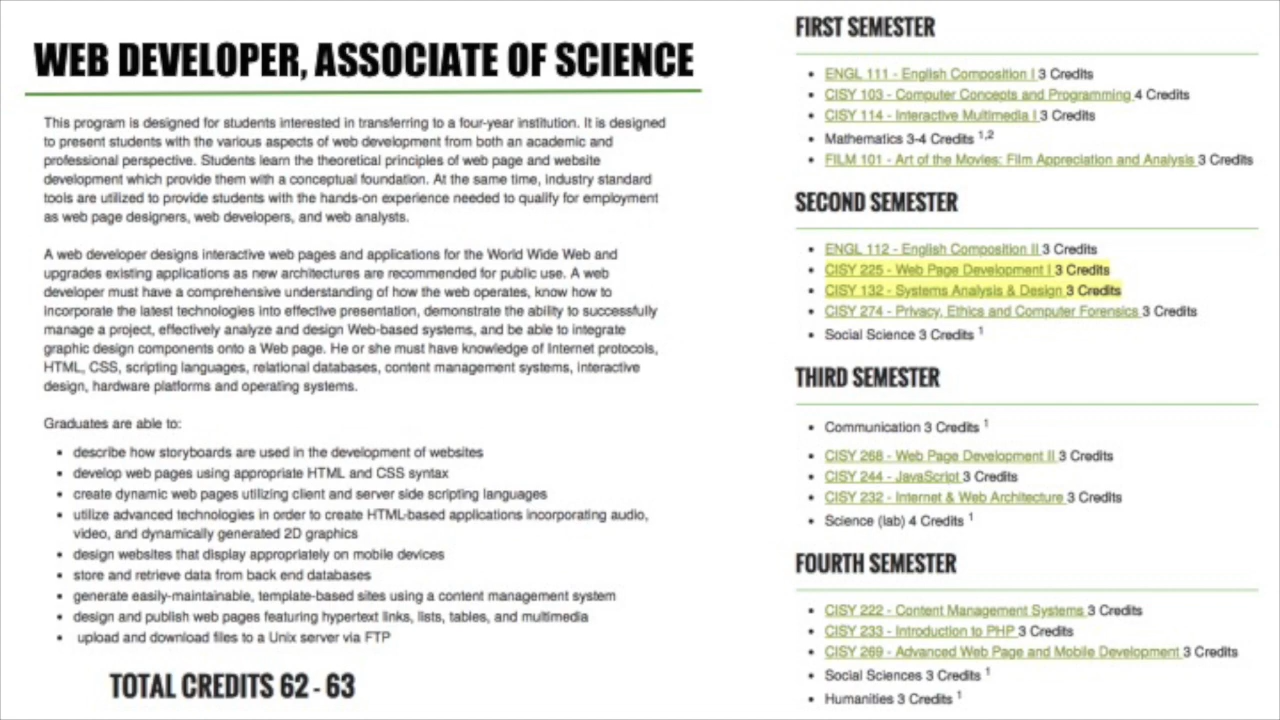 WEB DEVELOPER, ASSOCIATE OF SCIENCE
This program is designed for students interested in transferring to a four-year institution. It is designed
to present students with the various aspects of web development from both an academic and
professional perspective. Students learn the theoretical principles of web page and website
development which provide them with a conceptual foundation. At the same time, industry standard
tools are utilized to provide students with the hands-on experience needed to qualify for employment
as web page designers, web developers, and web analysts.
A web developer designs interactive web pages and applications for the World Wide Web and
upgrades existing applications as new architectures are recommended for public use. A web
developer must have a comprehensive understanding of how the web operates, know how to
incorporate the latest technologies into effective presentation, demonstrate the ability to successfully
manage a project, effectively analyze and design Web-based systems, and be able to integrate
graphic design components onto a Web page. He or she must have knowledge of Internet protocols,
HTML, CSS, scripting languages, relational databases, content management systems, interactive
design, hardware platforms and operating systems.
Graduates are able to:
• describe how storyboards are used in the development of websites
• develop web pages using appropriate HTML and CSS syntax
• create dynamic web pages utilizing client and server side scripting languages
• utilize advanced technologies in order to create HTML-based applications incorporating audio,
video, and dynamically generated 2D graphics
• design websites that display appropriately on mobile devices
• store and retrieve data from back end databases
• generate easily-maintainable, template-based sites using a content management system
• design and publish web pages featuring hypertext links, lists, tables, and multimedia
• upload and download files to a Unix server via FTP
TOTAL CREDITS 62 - 63
FIRST SEMESTER
• ENGL 111 - English Composition I 3 Credits
• CISY 103 - Computer Concepts and Programming 4 Credits
• CISY 114 - Interactive Multimedia I 3 Credits
• Mathematics 3-4 Credits 1,2
• FILM 101 - Art of the Movies: Film Appreciation and Analysis 3 Credits
SECOND SEMESTER
• ENGL 112 - English Composition II 3 Credits
• CISY 225 - Web Page Development I 3 Credits
• CISY 132 - Systems Analysis & Design 3 Credits
• CISY 274 - Privacy, Ethics and Computer Forensics 3 Credits
• Social Science 3 Credits 1
THIRD SEMESTER
• Communication 3 Credits 1
• CISY 268 - Web Page Development II 3 Credits
• CISY 244 - JavaScript 3 Credits
• CISY 232 - Internet & Web Architecture 3 Credits
• Science (lab) 4 Credits 1
FOURTH SEMESTER
• CISY 222 - Content Management Systems 3 Credits
• CISY 233 - Introduction to PHP 3 Credits
• CISY 269 - Advanced Web Page and Mobile Development 3 Credits
• Social Sciences 3 Credits 1
• Humanities 3 Credits 1